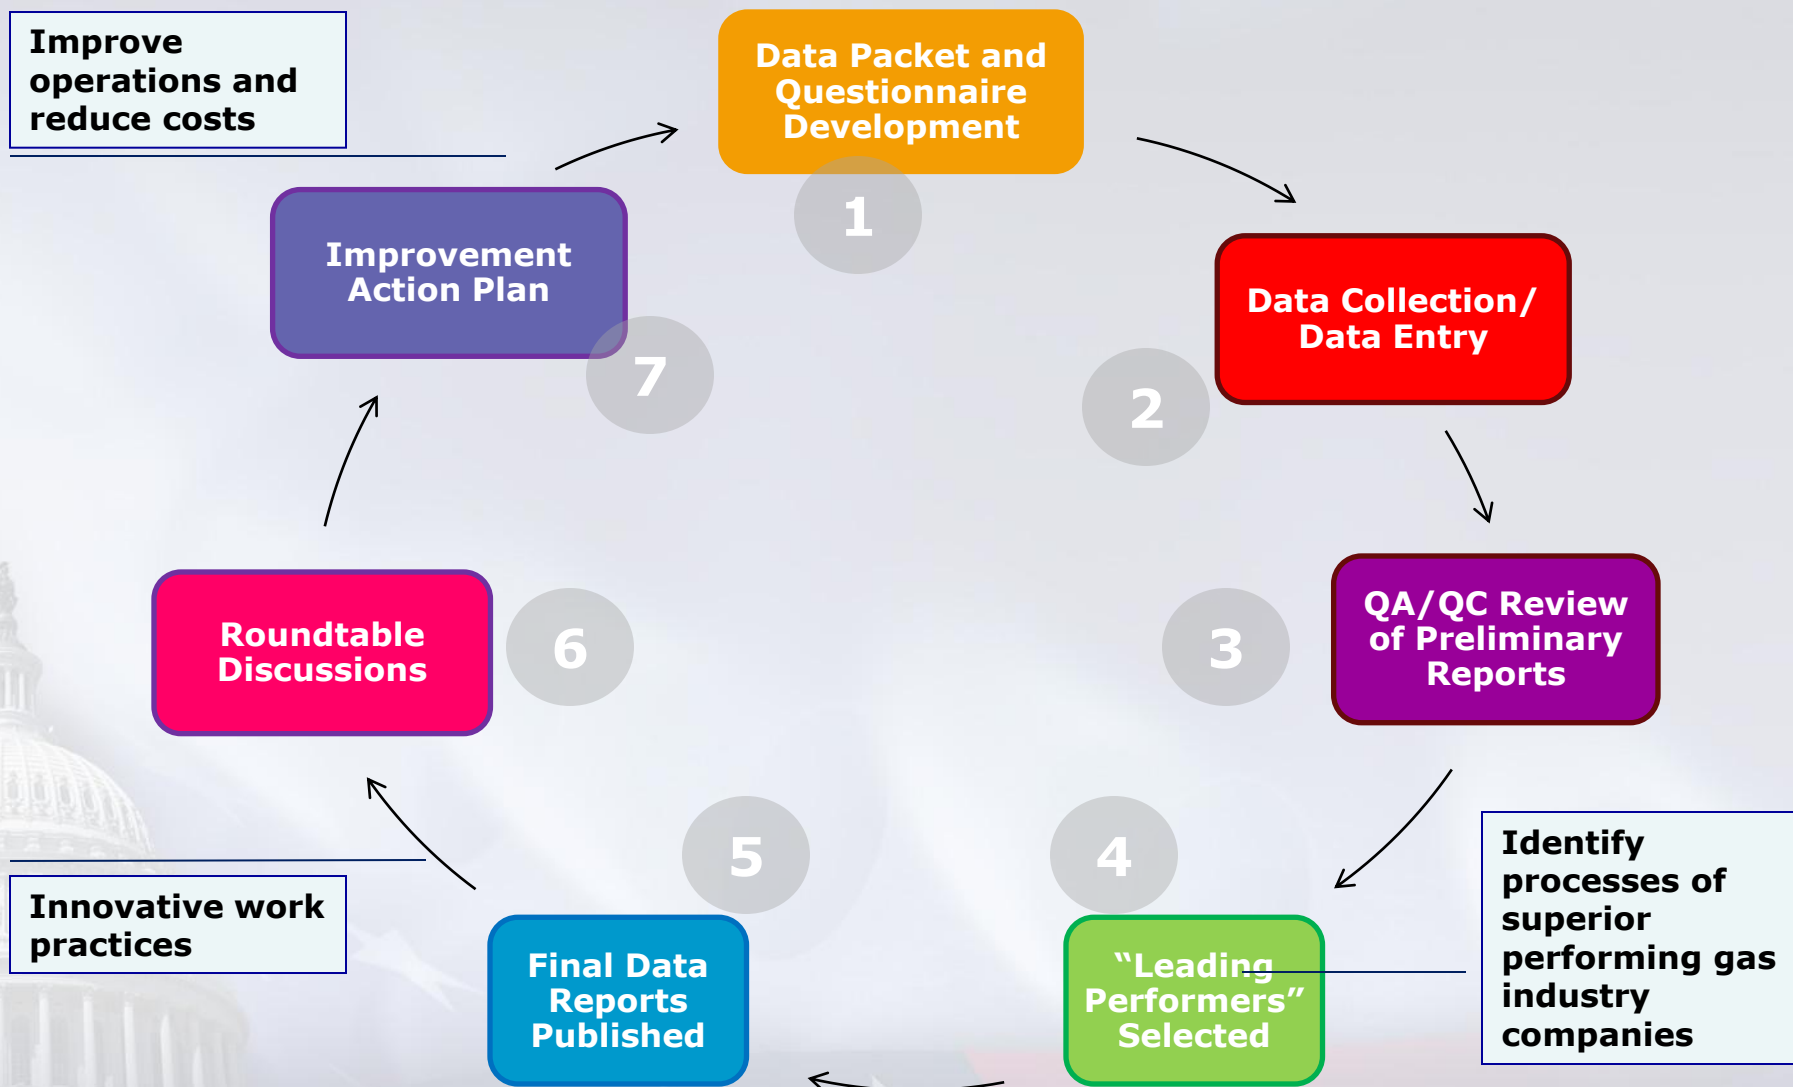 Improve
operations and
reduce costs
Data Packet and
Questionnaire
Development
1
Data Collection/
Data Entry
2
QA/QC Review
of Preliminary
Reports
3
Identify
processes of
superior
performing gas
industry
companies
“Leading
Performers”
Selected
4
Final Data
Reports
Published
5
Innovative work
practices
Roundtable
Discussions
6
Improvement
Action Plan
7